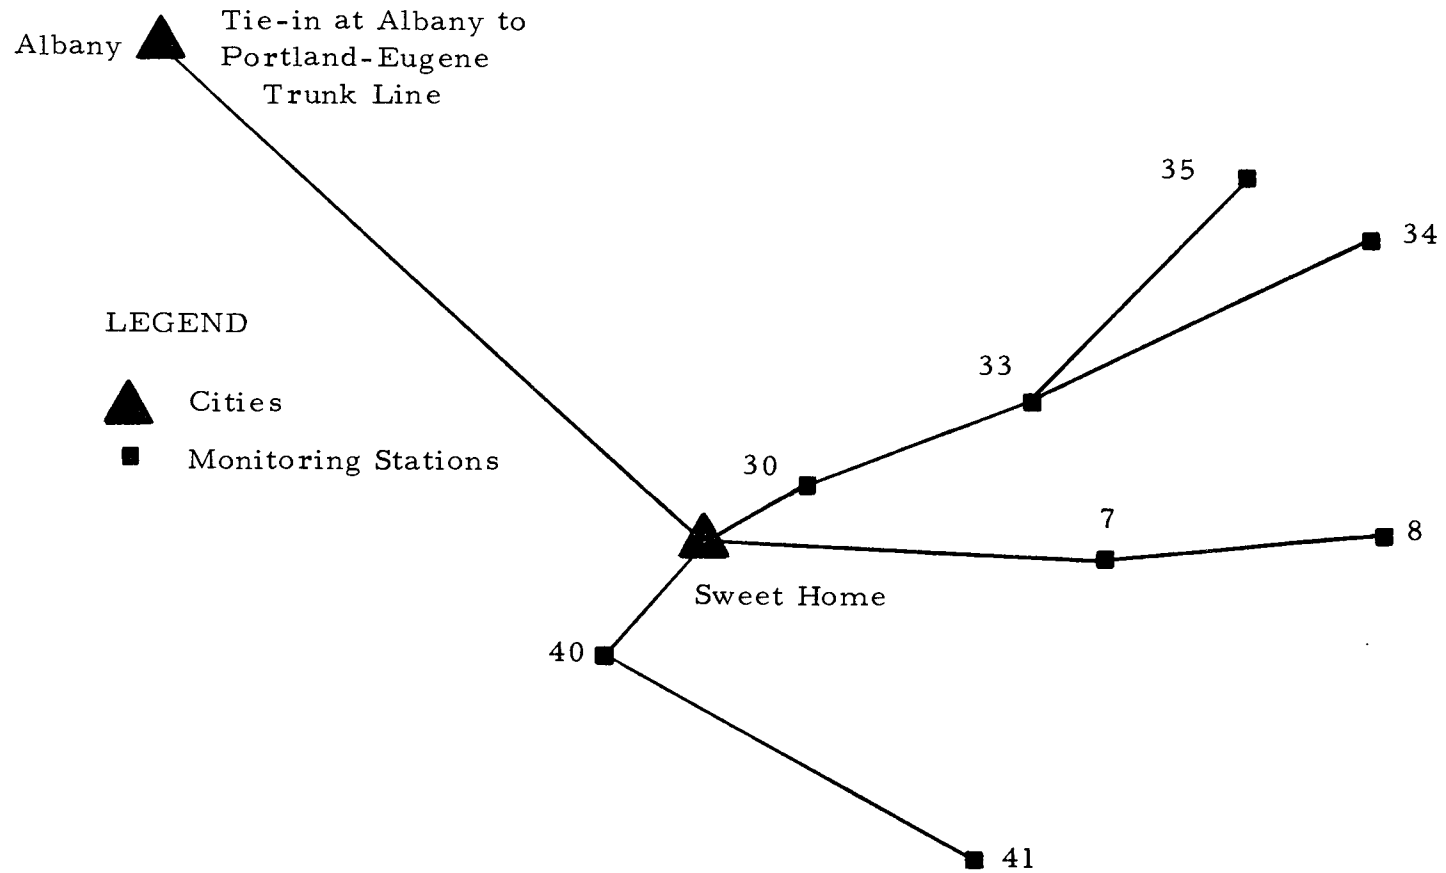 Albany
Tie-in at Albany to
Portland-Eugene
Trunk Line
35
34
LEGEND
33
Cities
Monitoring Stations
30
7
8
Sweet Home
40
41